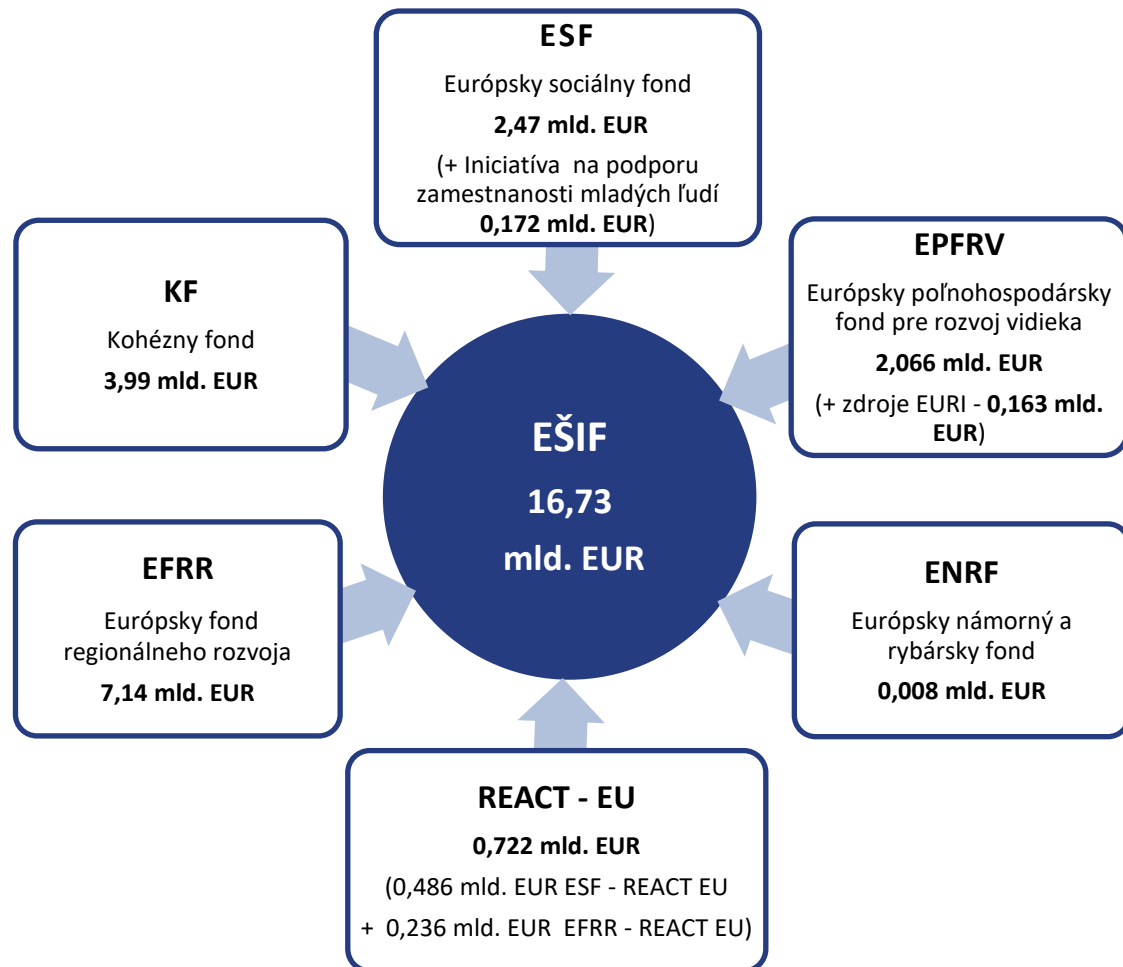 ESF
Európsky sociálny fond
2,47 mld. EUR
(+ Iniciatíva na podporu
zamestnanosti mladých ľudí
0,172 mld. EUR)
KF
Kohézny fond
3,99 mld. EUR
EPFRV
Európsky poľnohospodársky
fond pre rozvoj vidieka
2,066 mld. EUR
(+ zdroje EURI - 0,163 mld.
EUR)
EŠIF
16,73
mld. EUR
EFRR
Európsky fond
regionálneho rozvoja
7,14 mld. EUR
ENRF
Európsky námorný a
rybársky fond
0,008 mld. EUR
REACT - EU
0,722 mld. EUR
(0,486 mld. EUR ESF - REACT EU
+ 0,236 mld. EUR EFRR - REACT EU)